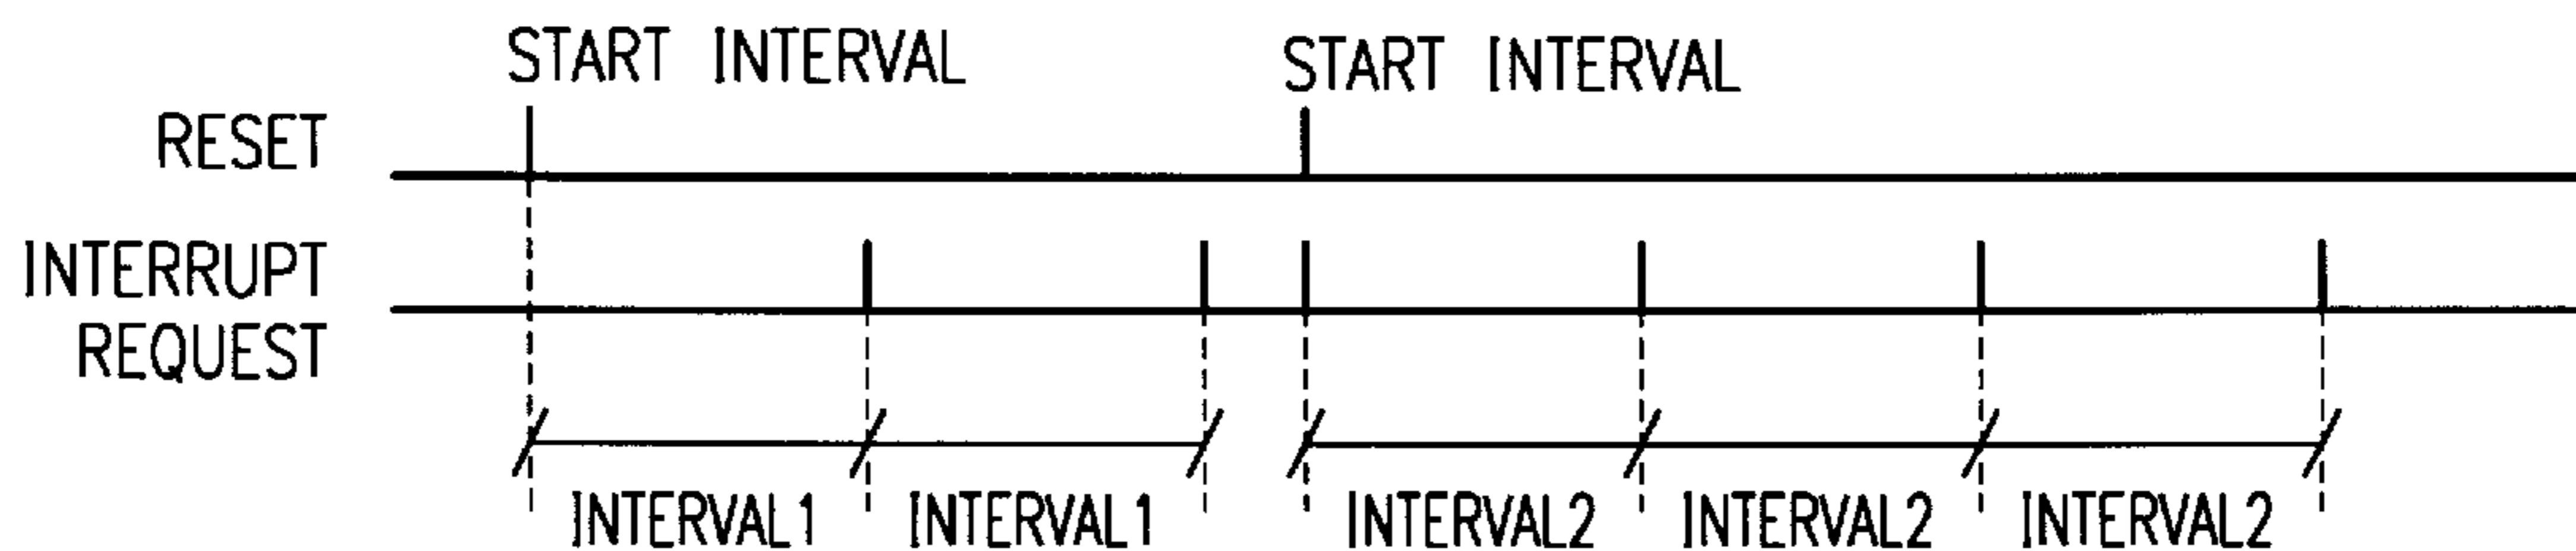 START INTERVAL START INTERVAL
RESET
INTERRUPT
REQUEST
INTERVAL1 INTERVAL1 INTERVAL2 INTERVAL2 INTERVAL2